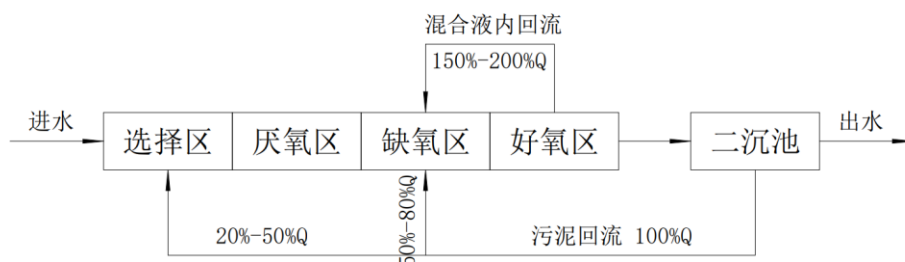 混合液内回流
150%-200%Q
进水
选择区
厌氧区
缺氧区
好氧区
二沉池
出水
20%-50%Q
50%-80%Q
污泥回流 100%Q